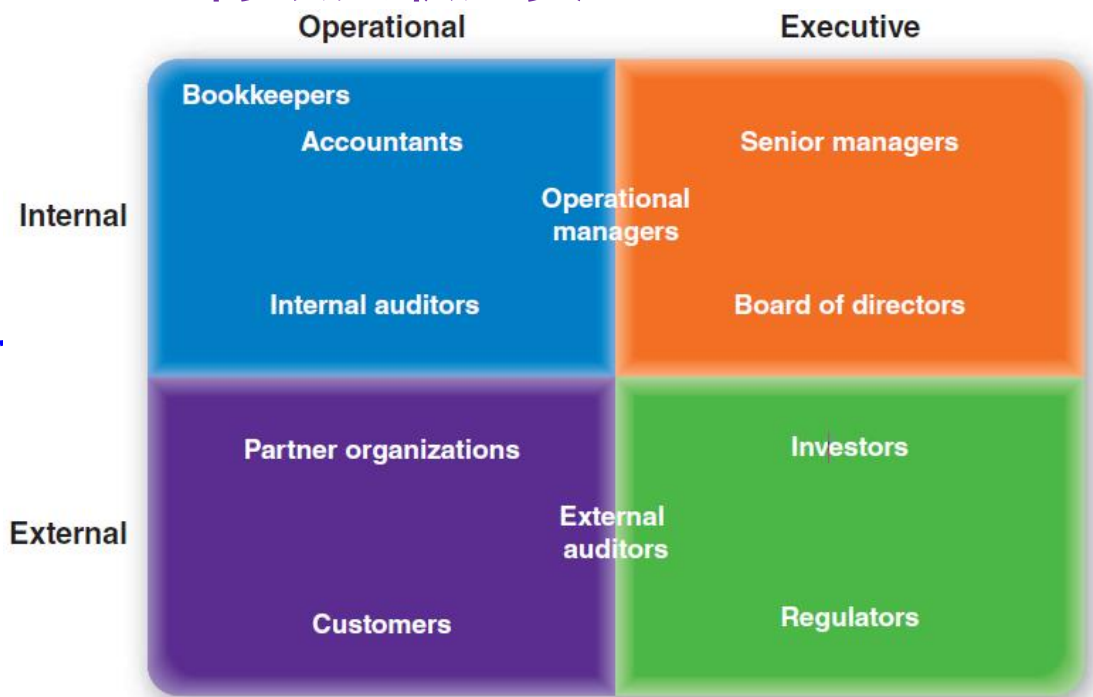 Operational Executive
Bookkeepers
Accountants Senior managers
Internal
Operational
managers
Internal auditors Board of directors
Partner organizations Investors
External
External
auditors
Customers Regulators